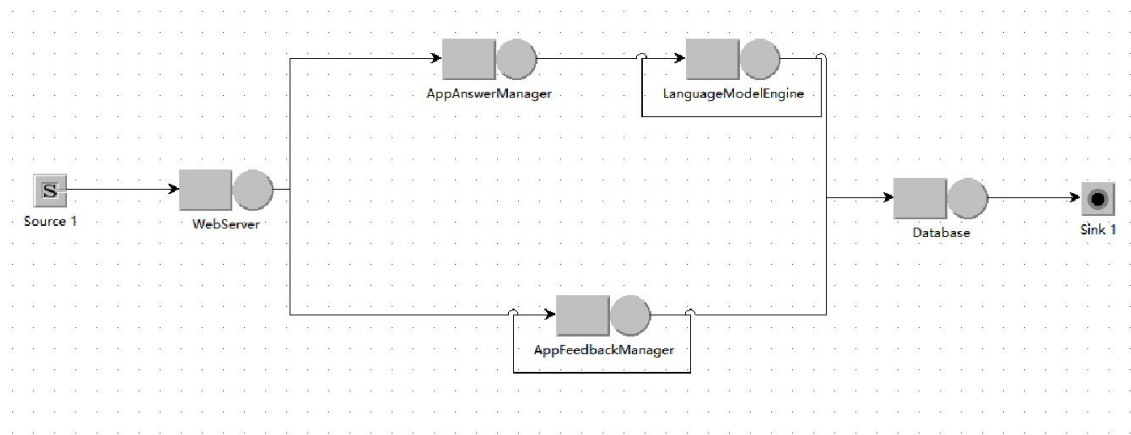 AppAnswerManager
LanguageModelEngine
S
Source 1
WebServer
Database
Sink 1
AppFeedbackManager